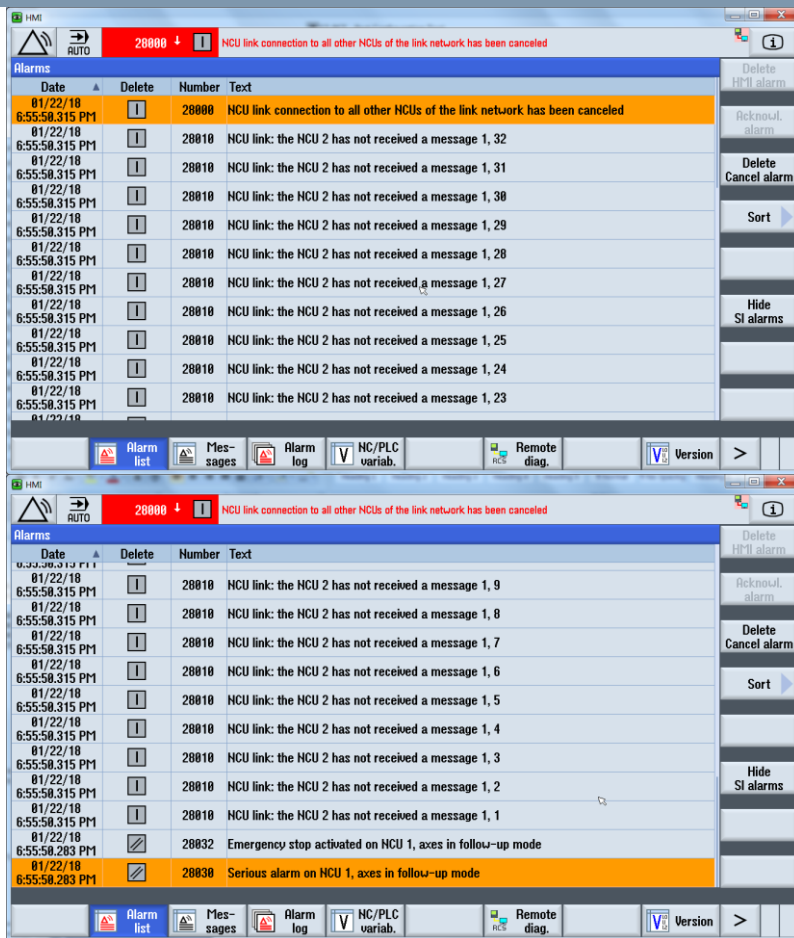 HMI
AUTO
28000 ↓ NCU link connection to all other NCUs of the link network has been canceled
Alarms
Date Delete Number Text
01/22/18
6:55:50.315 PM 28000 NCU link connection to all other NCUs of the link network has been canceled
01/22/18
6:55:50.315 PM 28010 NCU link: the NCU 2 has not received a message 1, 32
01/22/18
6:55:50.315 PM 28010 NCU link: the NCU 2 has not received a message 1, 31
01/22/18
6:55:50.315 PM 28010 NCU link: the NCU 2 has not received a message 1, 30
01/22/18
6:55:50.315 PM 28010 NCU link: the NCU 2 has not received a message 1, 29
01/22/18
6:55:50.315 PM 28010 NCU link: the NCU 2 has not received a message 1, 28
01/22/18
6:55:50.315 PM 28010 NCU link: the NCU 2 has not received a message 1, 27
01/22/18
6:55:50.315 PM 28010 NCU link: the NCU 2 has not received a message 1, 26
01/22/18
6:55:50.315 PM 28010 NCU link: the NCU 2 has not received a message 1, 25
01/22/18
6:55:50.315 PM 28010 NCU link: the NCU 2 has not received a message 1, 24
01/22/18
6:55:50.315 PM 28010 NCU link: the NCU 2 has not received a message 1, 23
01/22/18
Delete
HMI alarm
Acknowl.
alarm
Delete
Cancel alarm
Sort
Hide
SI alarms
Alarm
list
Mes-
sages
Alarm
log
NC/PLC
variab.
RCS
Remote
diag.
Version
>
HMI
AUTO
28000 ↓ NCU link connection to all other NCUs of the link network has been canceled
Alarms
Date Delete Number Text
6:55:50.315 PM
01/22/18
6:55:50.315 PM 28010 NCU link: the NCU 2 has not received a message 1, 9
01/22/18
6:55:50.315 PM 28010 NCU link: the NCU 2 has not received a message 1, 8
01/22/18
6:55:50.315 PM 28010 NCU link: the NCU 2 has not received a message 1, 7
01/22/18
6:55:50.315 PM 28010 NCU link: the NCU 2 has not received a message 1, 6
01/22/18
6:55:50.315 PM 28010 NCU link: the NCU 2 has not received a message 1, 5
01/22/18
6:55:50.315 PM 28010 NCU link: the NCU 2 has not received a message 1, 4
01/22/18
6:55:50.315 PM 28010 NCU link: the NCU 2 has not received a message 1, 3
01/22/18
6:55:50.315 PM 28010 NCU link: the NCU 2 has not received a message 1, 2
01/22/18
6:55:50.315 PM 28010 NCU link: the NCU 2 has not received a message 1, 1
01/22/18
6:55:50.283 PM 28032 Emergency stop activated on NCU 1, axes in follow-up mode
01/22/18
6:55:50.283 PM 28030 Serious alarm on NCU 1, axes in follow-up mode
Delete
HMI alarm
Acknowl.
alarm
Delete
Cancel alarm
Sort
Hide
SI alarms
Alarm
list
Mes-
sages
Alarm
log
NC/PLC
variab.
RCS
Remote
diag.
Version
>